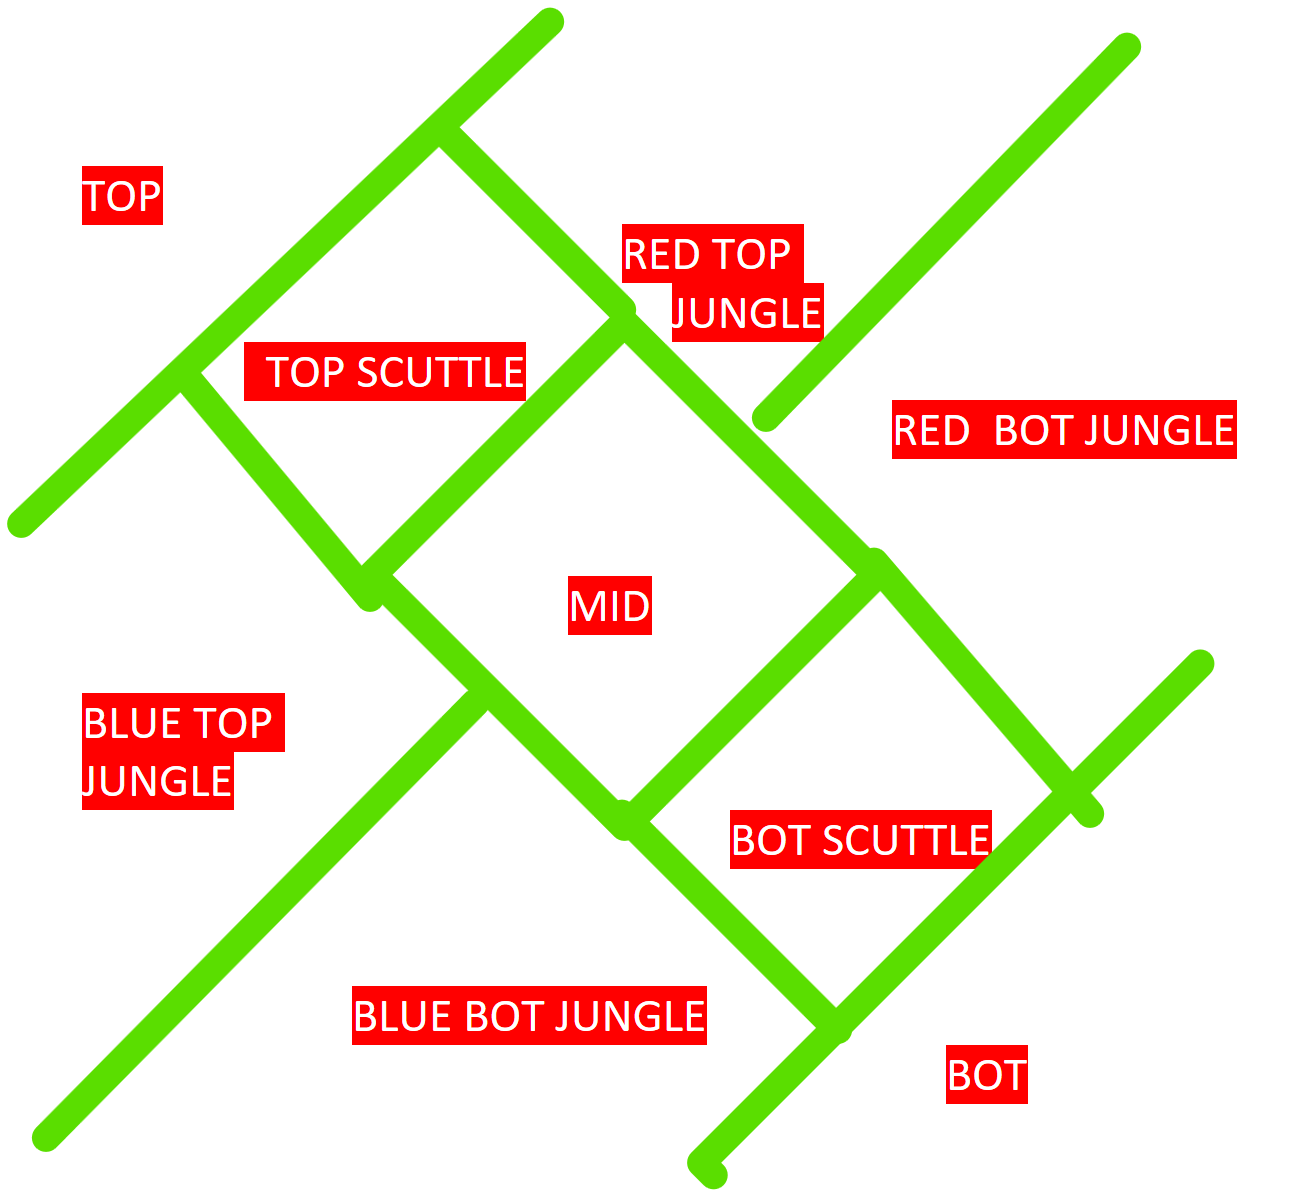 TOP
RED TOP
JUNGLE
TOP SCUTTLE
RED  BOT JUNGLE
MID
BLUE TOP
JUNGLE
BOT SCUTTLE
BLUE BOT JUNGLE
BOT